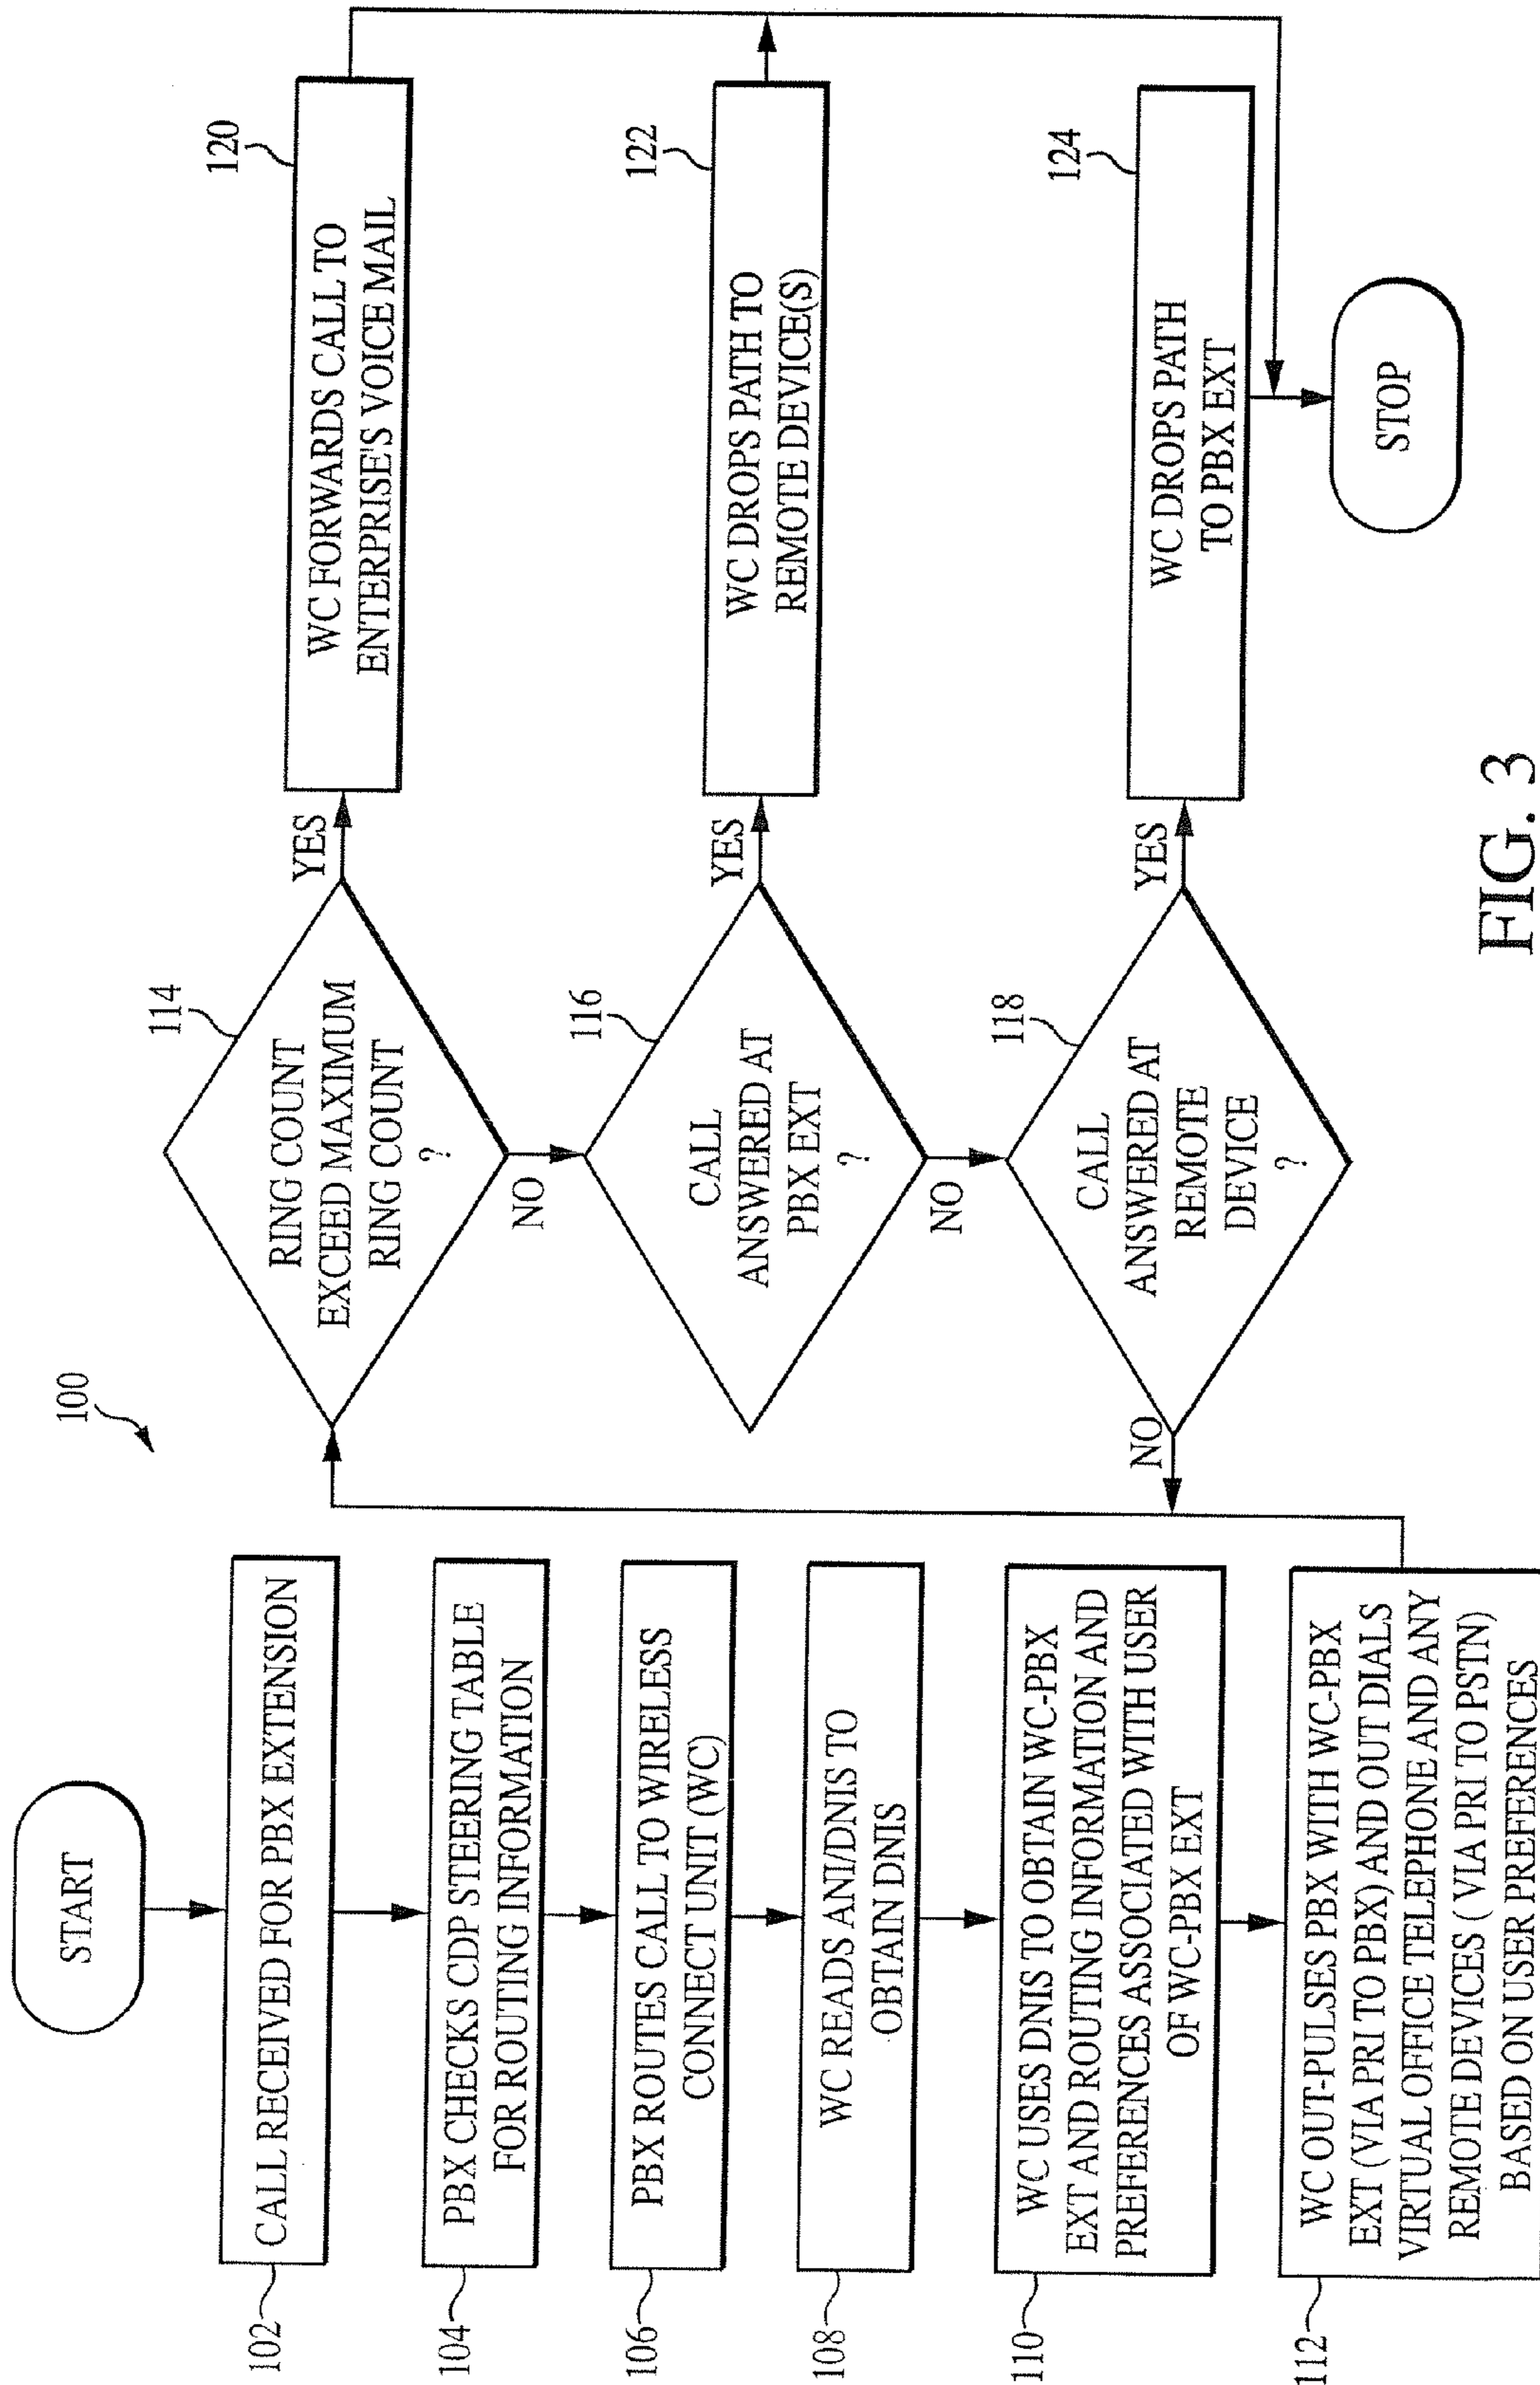 100
START
102
CALL RECEIVED FOR PBX EXTENSION
104
PBX CHECKS CDP STEERING TABLE
FOR ROUTING INFORMATION
106
PBX ROUTES CALL TO WIRELESS
CONNECT UNIT (WC)
108
WC READS ANI/DNIS TO
OBTAIN DNIS
110
WC USES DNIS TO OBTAIN WC-PBX
EXT AND ROUTING INFORMATION AND
PREFERENCES ASSOCIATED WITH USER
OF WC-PBX EXT
112
WC OUT-PULSES PBX WITH WC-PBX
EXT (VIA PRI TO PBX) AND OUT DIALS
VIRTUAL OFFICE TELEPHONE AND ANY
REMOTE DEVICES (VIA PRI TO PSTN)
BASED ON USER PREFERENCES
114
RING COUNT
EXCEED MAXIMUM
RING COUNT
?
YES
NO
120
WC FORWARDS CALL TO
ENTERPRISE'S VOICE MAIL
116
CALL
ANSWERED AT
PBX EXT
?
YES
NO
122
WC DROPS PATH TO
REMOTE DEVICE(S)
118
CALL
ANSWERED AT
REMOTE
DEVICE
?
YES
NO
124
WC DROPS PATH
TO PBX EXT
STOP
FIG. 3